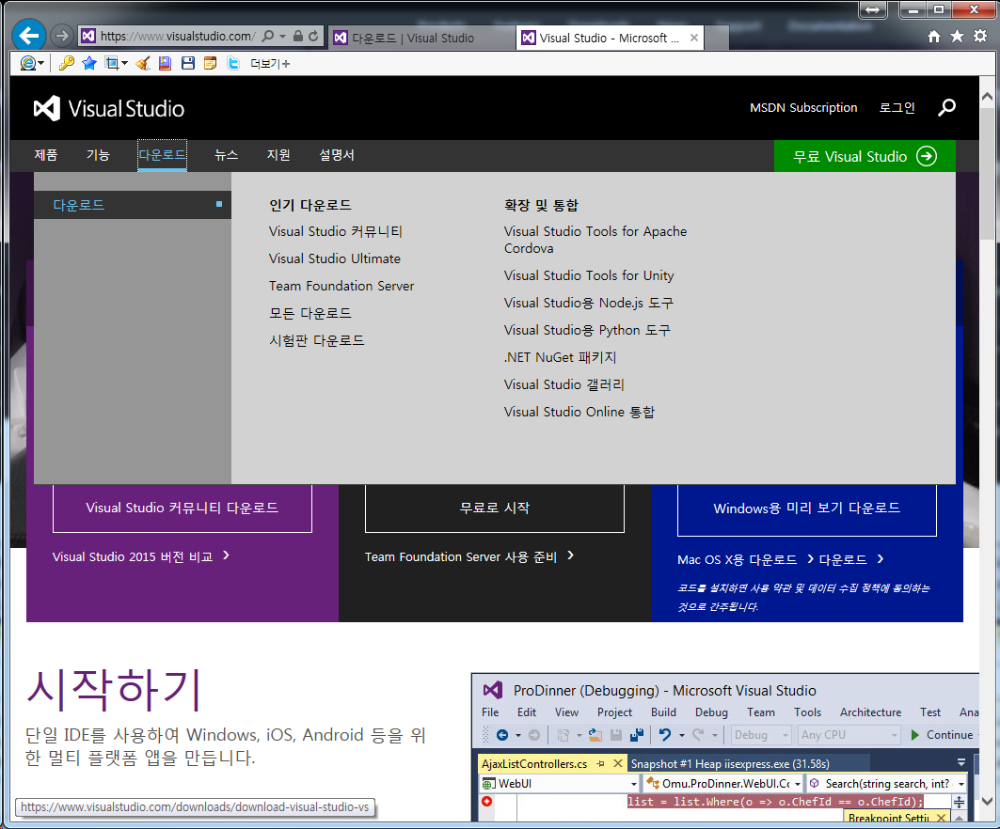 https://www.visualstudio.com/
다운로드 | Visual Studio
Visual Studio - Microsoft ...
더보기+
Visual Studio
MSDN Subscription
로그인
제품
기능
다운로드
뉴스
지원
설명서
무료 Visual Studio
다운로드
인기 다운로드
Visual Studio 커뮤니티
Visual Studio Ultimate
Team Foundation Server
모든 다운로드
시험판 다운로드
확장 및 통합
Visual Studio Tools for Apache
Cordova
Visual Studio Tools for Unity
Visual Studio용 Node.js 도구
Visual Studio용 Python 도구
.NET NuGet 패키지
Visual Studio 갤러리
Visual Studio Online 통합
Visual Studio 커뮤니티 다운로드
Visual Studio 2015 버전 비교
무료로 시작
Team Foundation Server 사용 준비
Windows용 미리 보기 다운로드
Mac OS X용 다운로드
다운로드
코드를 설치하면 사용 약관 및 데이터 수집 정책에 동의하는
것으로 간주됩니다.
시작하기
단일 IDE를 사용하여 Windows, iOS, Android 등을 위
한 멀티 플랫폼 앱을 만듭니다.
ProDinner (Debugging) - Microsoft Visual Studio
File Edit View Project Build Debug Team Tools Architecture Test Ana
Debug Any CPU Continue
AjaxListControllers.cs
Snapshot #1 Heap iisexpress.exe (31.58s)
WebUI
Omu.ProDinner.WebUI.Cc
Search(string search, int?
list = list.Where(o => o.ChefId == o.ChefId);
Breakpoint Setti
https://www.visualstudio.com/downloads/download-visual-studio-vs